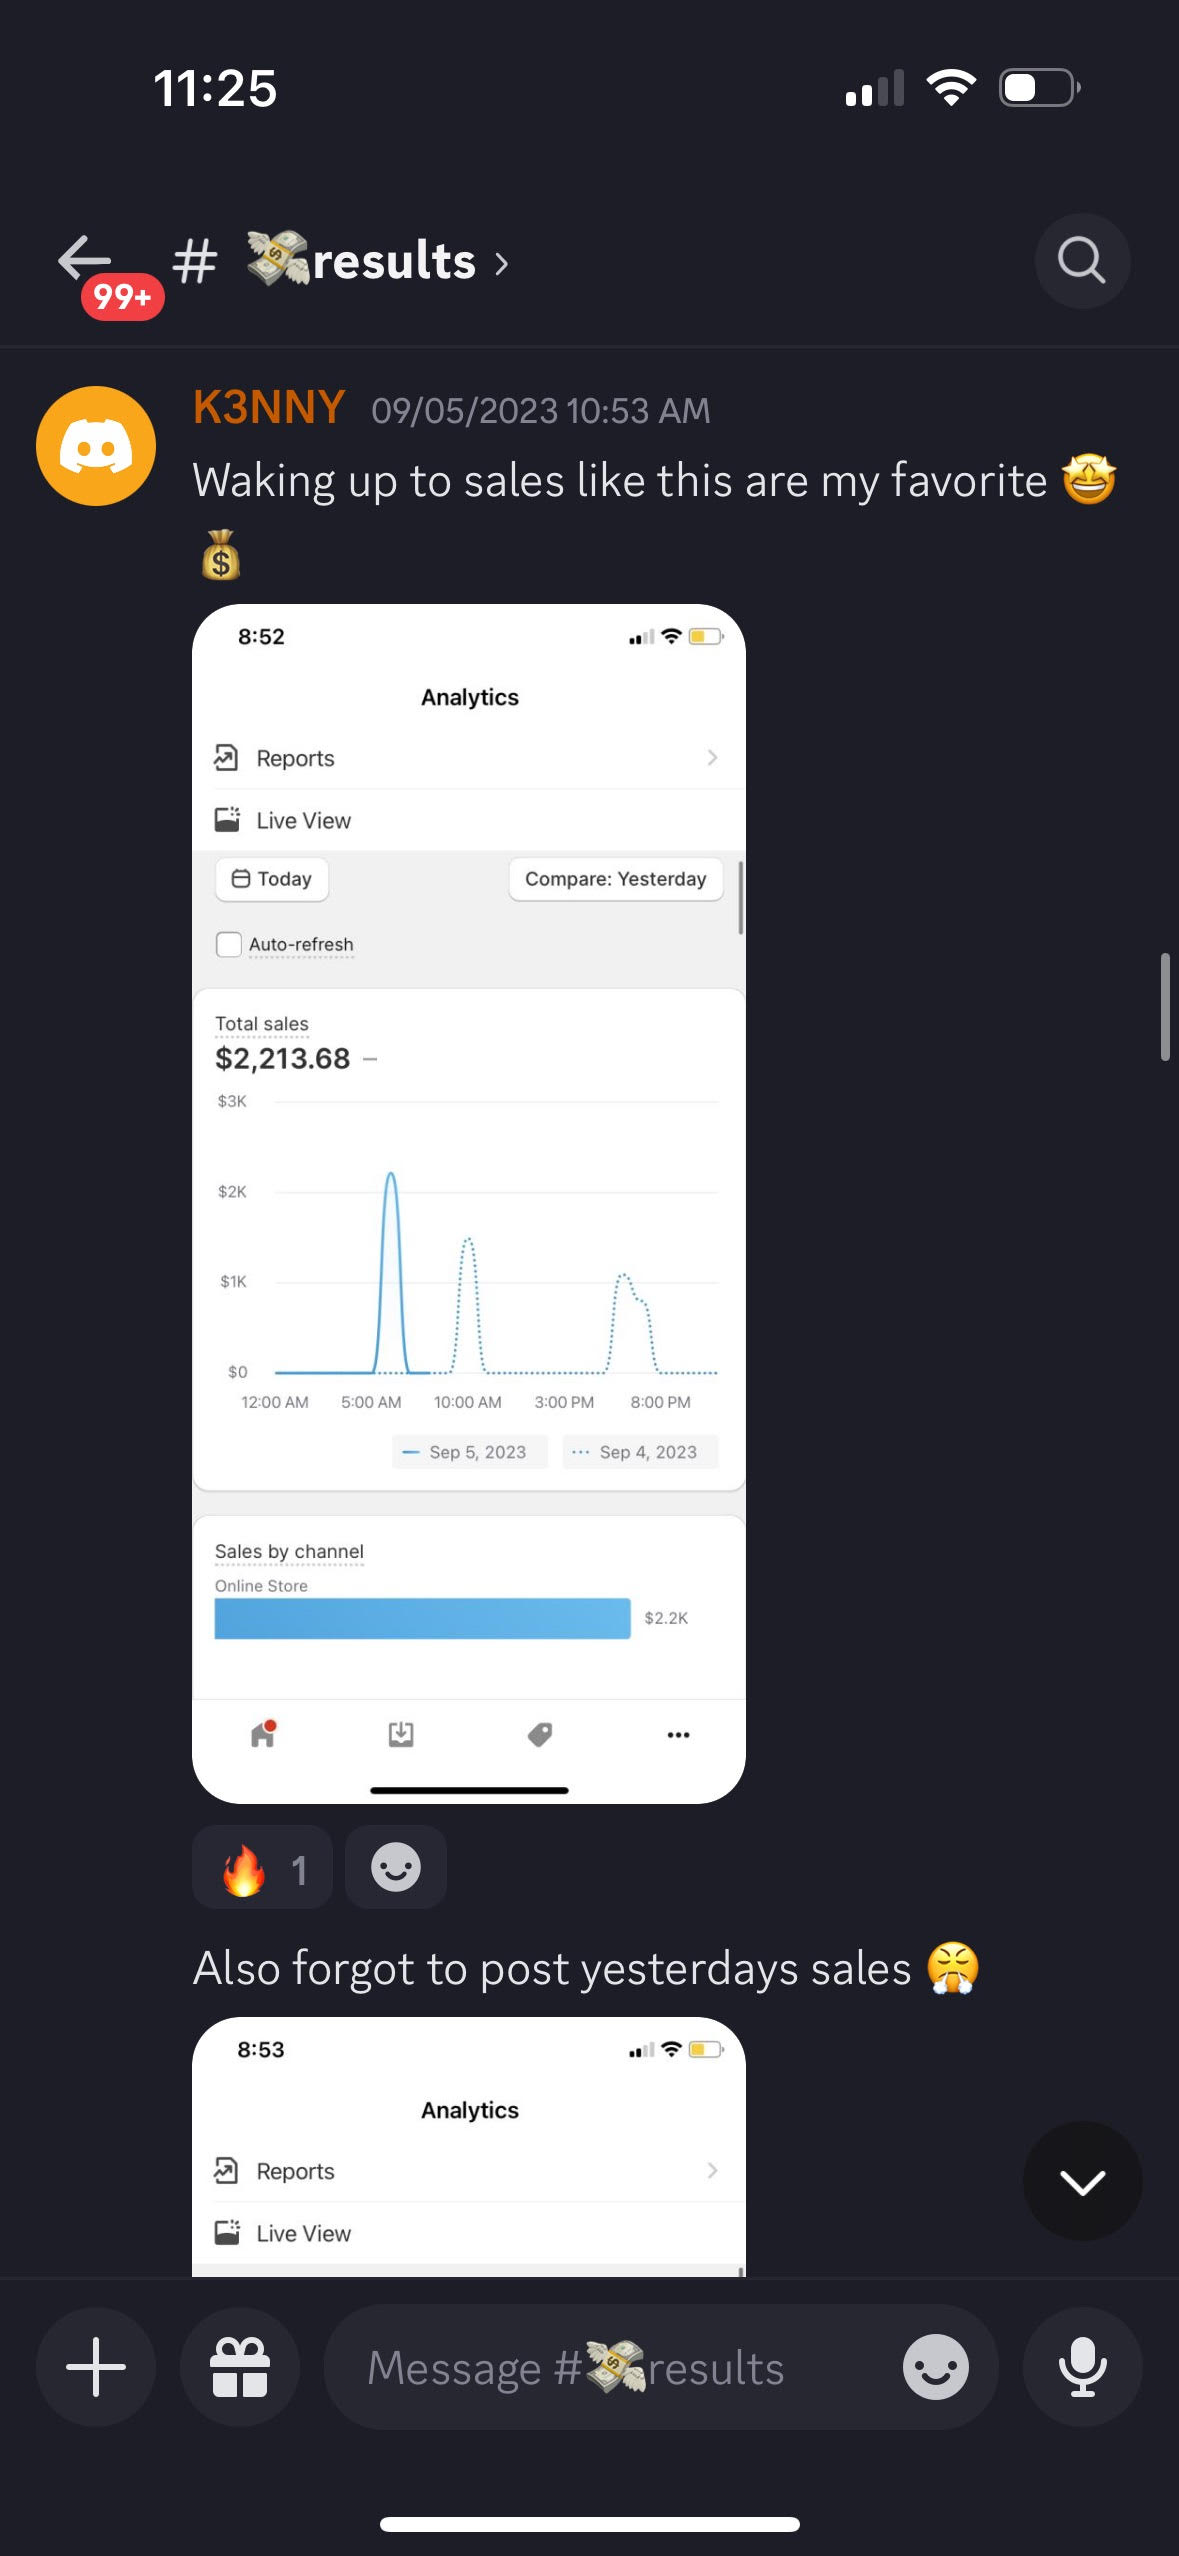 11:25
99+
# 💸results ›
K3NNY 09/05/2023 10:53 AM
Waking up to sales like this are my favorite 🤩
💰
8:52
Analytics
Reports
Live View
Today
Compare: Yesterday
Auto-refresh
Total sales
$2,213.68 –
$3K
$2K
$1K
$0
12:00 AM 5:00 AM 10:00 AM 3:00 PM 8:00 PM
Sep 5, 2023 Sep 4, 2023
Sales by channel
Online Store
$2.2K
🔥 1
Also forgot to post yesterdays sales 😤
8:53
Analytics
Reports
Live View
Message #💸results